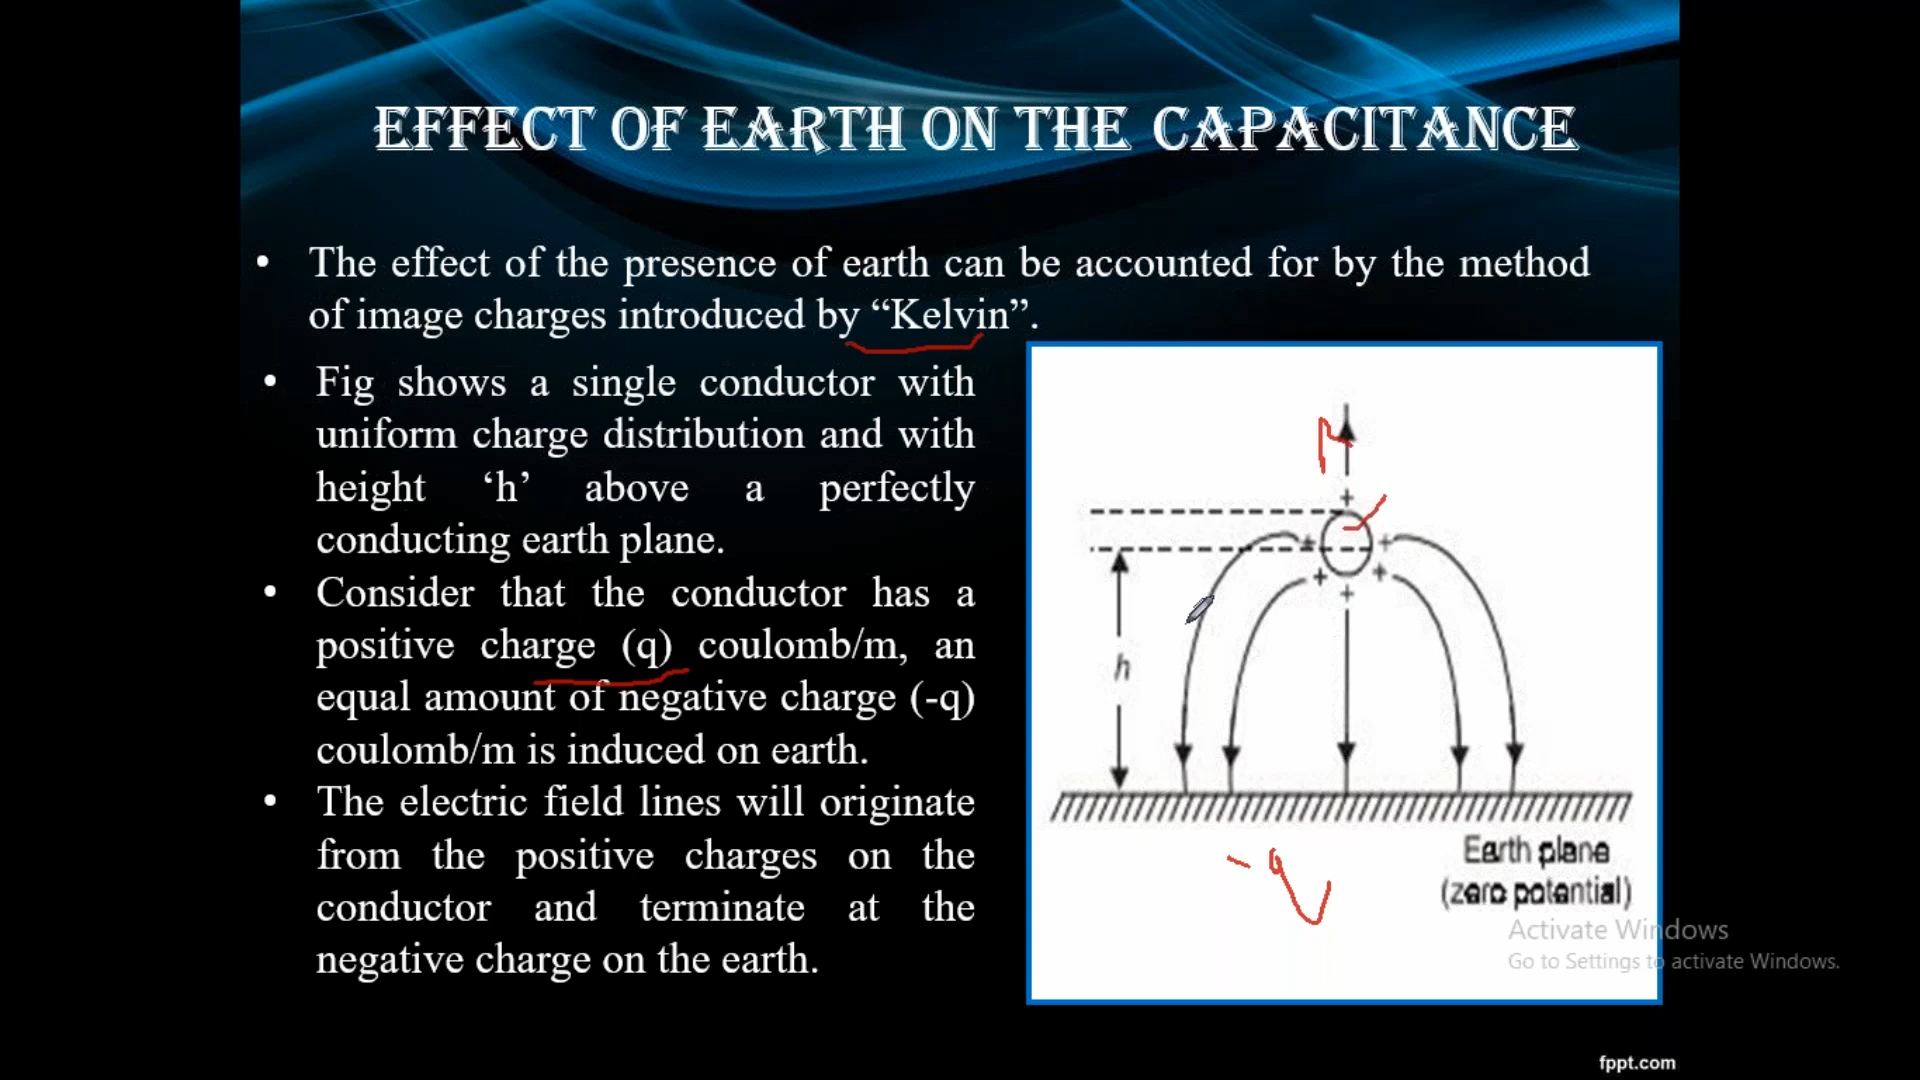 EFFECT OF EARTH ON THE CAPACITANCE
• The effect of the presence of earth can be accounted for by the method
of image charges introduced by “Kelvin”.
• Fig shows a single conductor with
uniform charge distribution and with
height ‘h’ above a perfectly
conducting earth plane.
• Consider that the conductor has a
positive charge (q) coulomb/m, an
equal amount of negative charge (-q)
coulomb/m is induced on earth.
• The electric field lines will originate
from the positive charges on the
conductor and terminate at the
negative charge on the earth.
+
+ +
+ +
+
h
Earth plane
(zero potential)
- q
Activate Windows
Go to Settings to activate Windows.
fppt.com